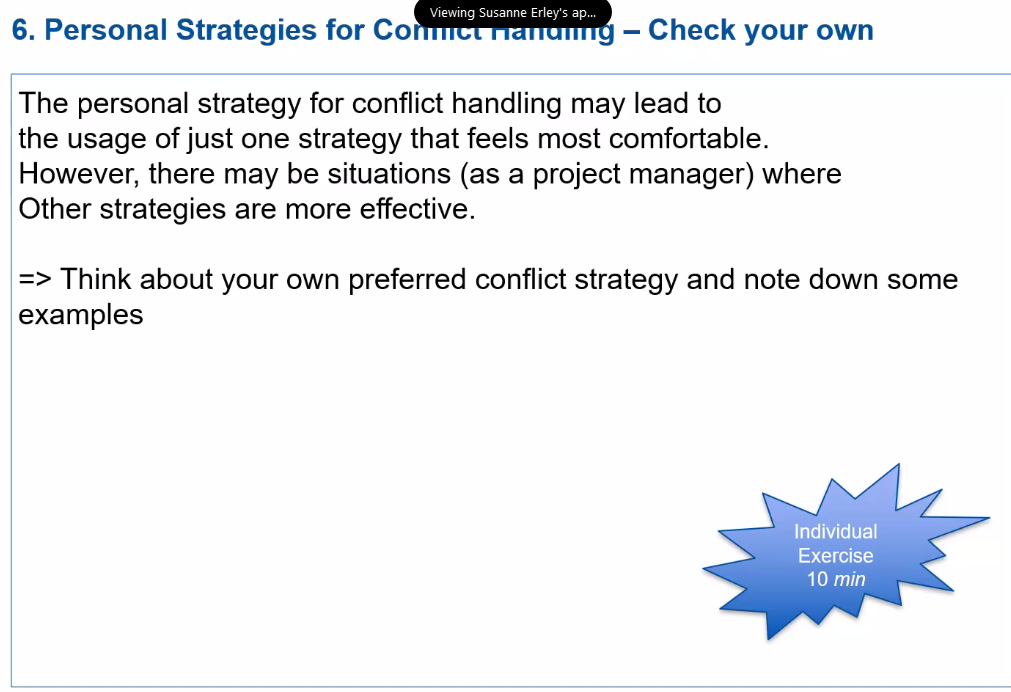 Viewing Susanne Erley's ap...
6. Personal Strategies for Conflict Handling – Check your own
The personal strategy for conflict handling may lead to
the usage of just one strategy that feels most comfortable.
However, there may be situations (as a project manager) where
Other strategies are more effective.
=> Think about your own preferred conflict strategy and note down some
examples
Individual
Exercise
10 min